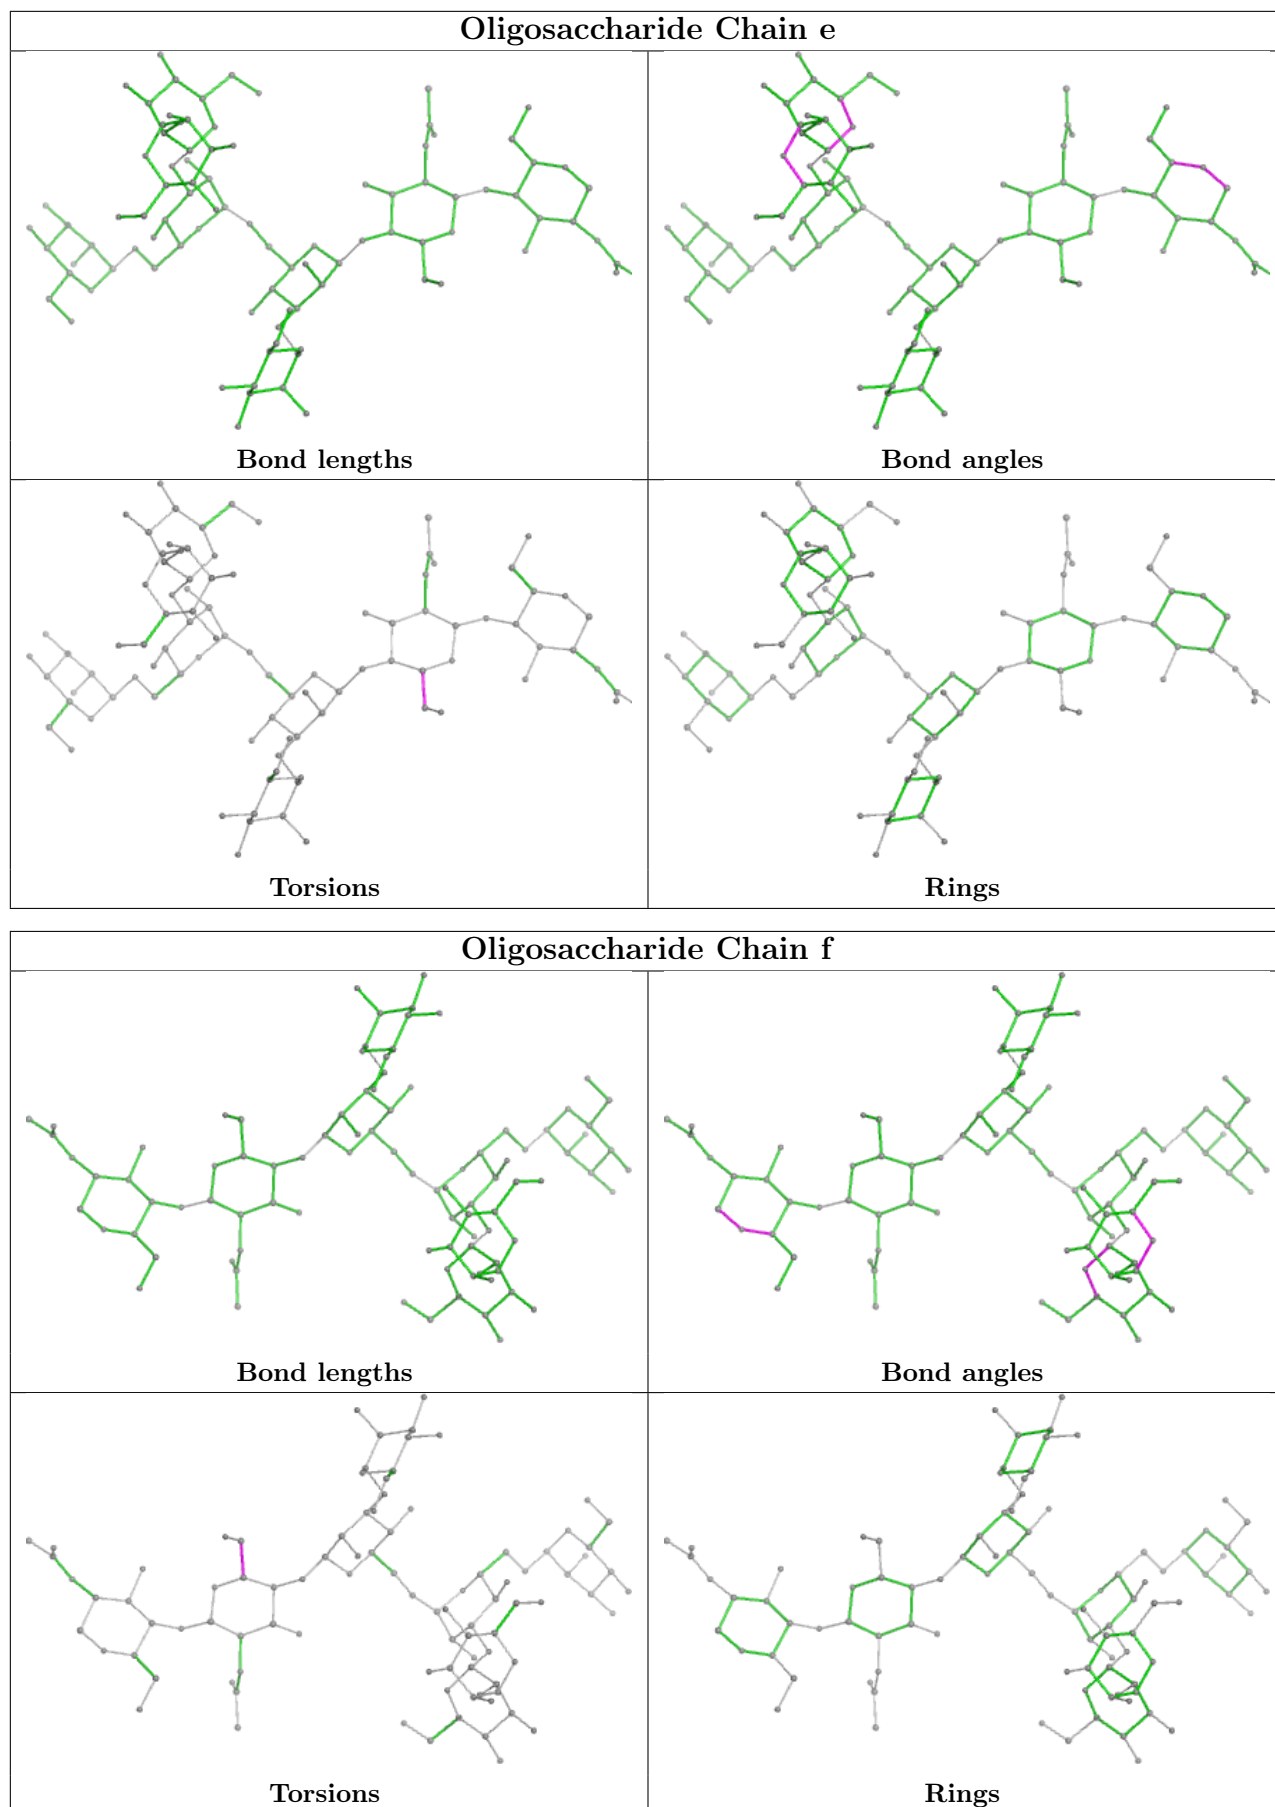 Oligosaccharide Chain e
Bond lengths
Bond angles
Torsions
Rings
Oligosaccharide Chain f
Bond lengths
Bond angles
Torsions
Rings